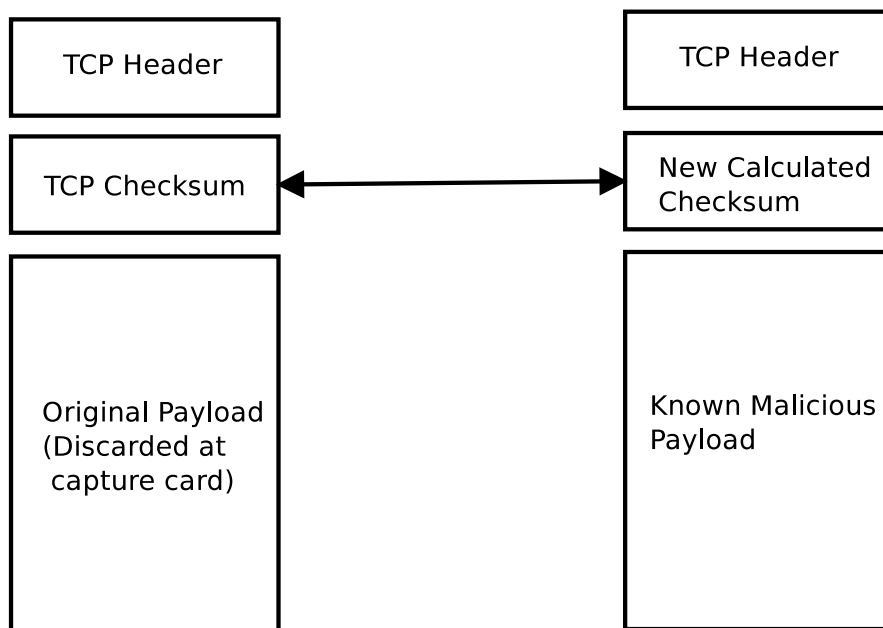 TCP Header
TCP Checksum
Original Payload
(Discarded at
capture card)
TCP Header
New Calculated
Checksum
Known Malicious
Payload